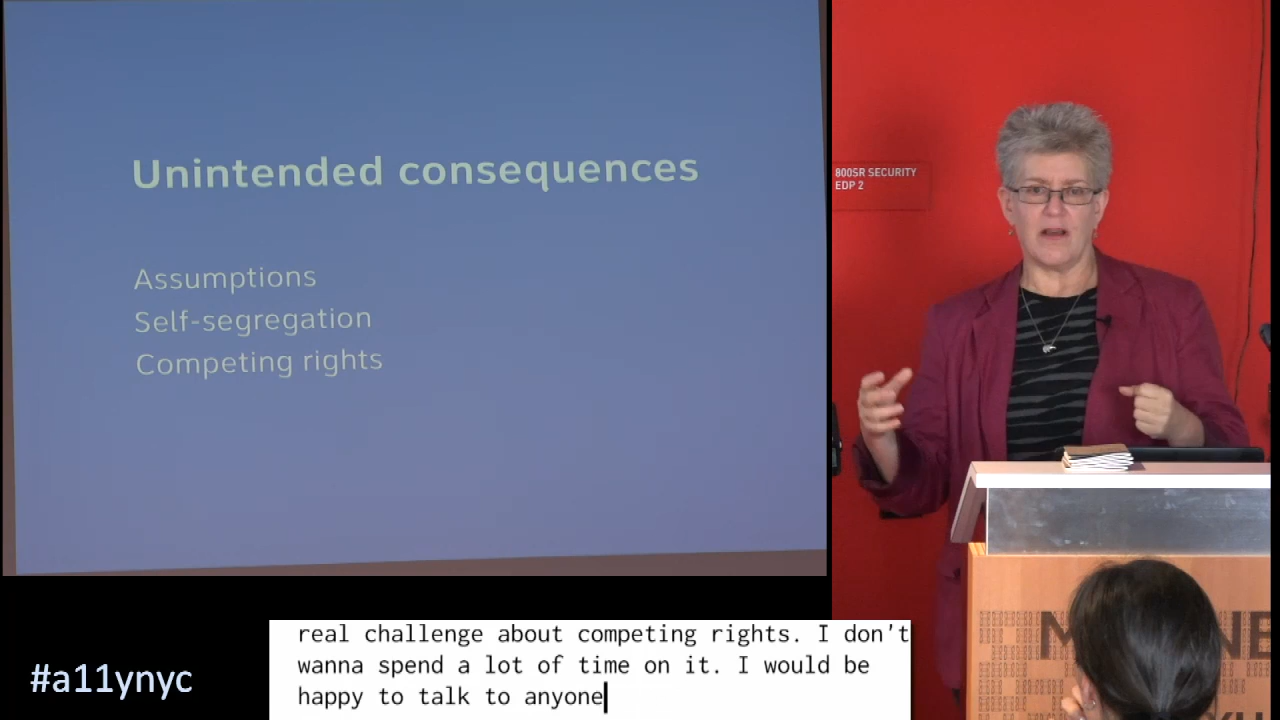 Unintended consequences
Assumptions
Self-segregation
Competing rights
800SR SECURITY
EDP 2
real challenge about competing rights. I don't
wanna spend a lot of time on it. I would be
happy to talk to anyone
#a11ynyc